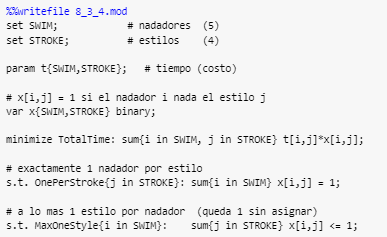 %%writefile 8_3_4.mod
set SWIM;           # nadadores  (5)
set STROKE;         # estilos    (4)
param t{SWIM,STROKE};   # tiempo (costo)
# x[i,j] = 1 si el nadador i nada el estilo j
var x{SWIM,STROKE} binary;
minimize TotalTime: sum{i in SWIM, j in STROKE} t[i,j]*x[i,j];
# exactamente 1 nadador por estilo
s.t. OnePerStroke{j in STROKE}: sum{i in SWIM} x[i,j] = 1;
# a lo mas 1 estilo por nadador  (queda 1 sin asignar)
s.t. MaxOneStyle{i in SWIM}:    sum{j in STROKE} x[i,j] <= 1;